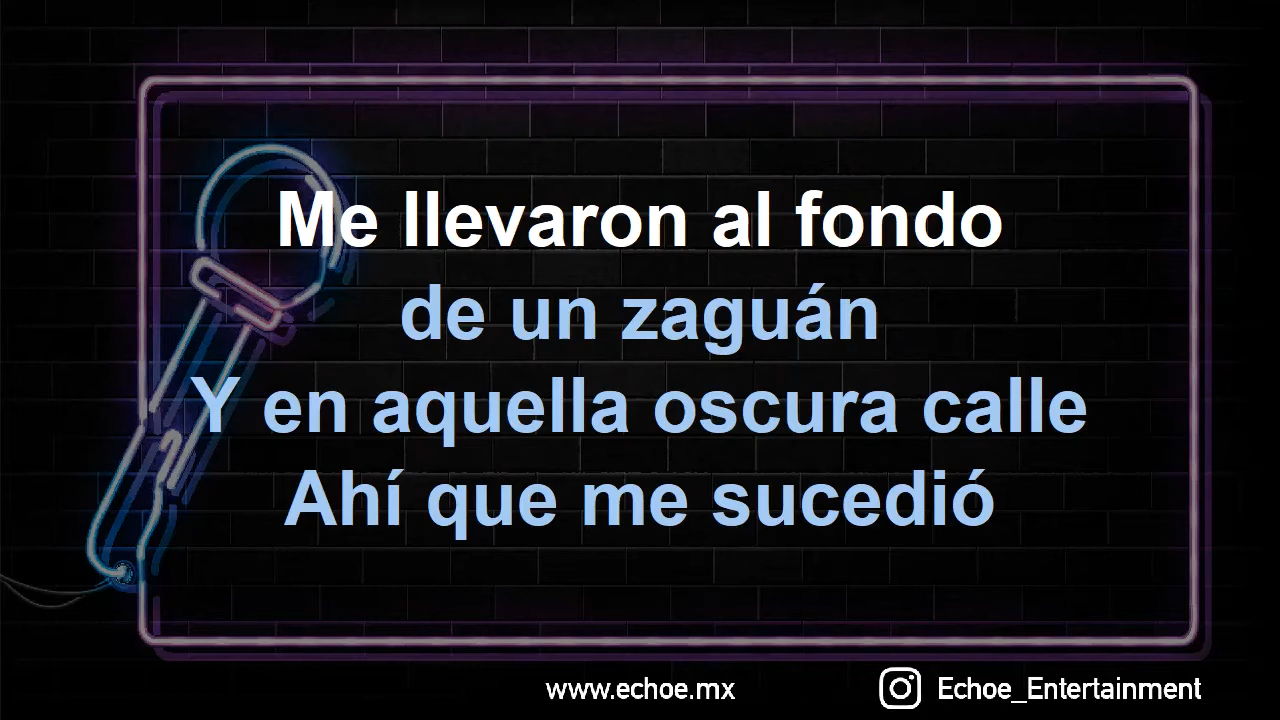 Me llevaron al fondo
de un zaguán
Y en aquella oscura calle
Ahí que me sucedió
www.echoe.mx
Echoe_Entertainment